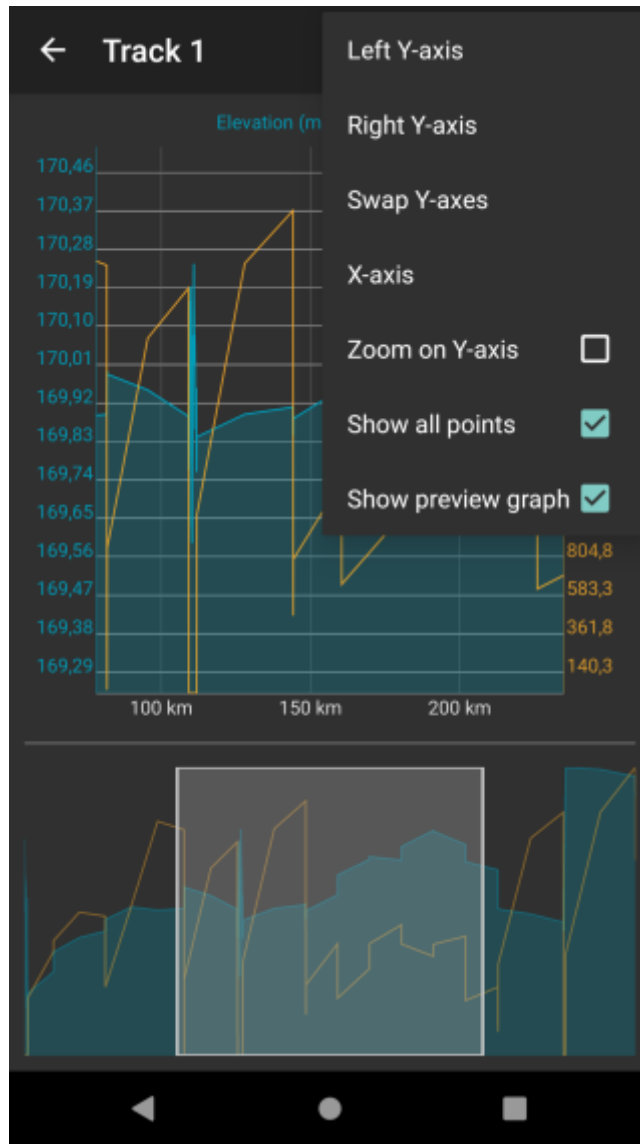 Track 1
Left Y-axis
Right Y-axis
Swap Y-axes
X-axis
Zoom on Y-axis
Show all points
Show preview graph
Elevation (m
170,46
170,37
170,28
170,19
170,10
170,01
169,92
169,83
169,74
169,65
169,56
169,47
169,38
169,29
804,8
583,3
361,8
140,3
100 km
150 km
200 km